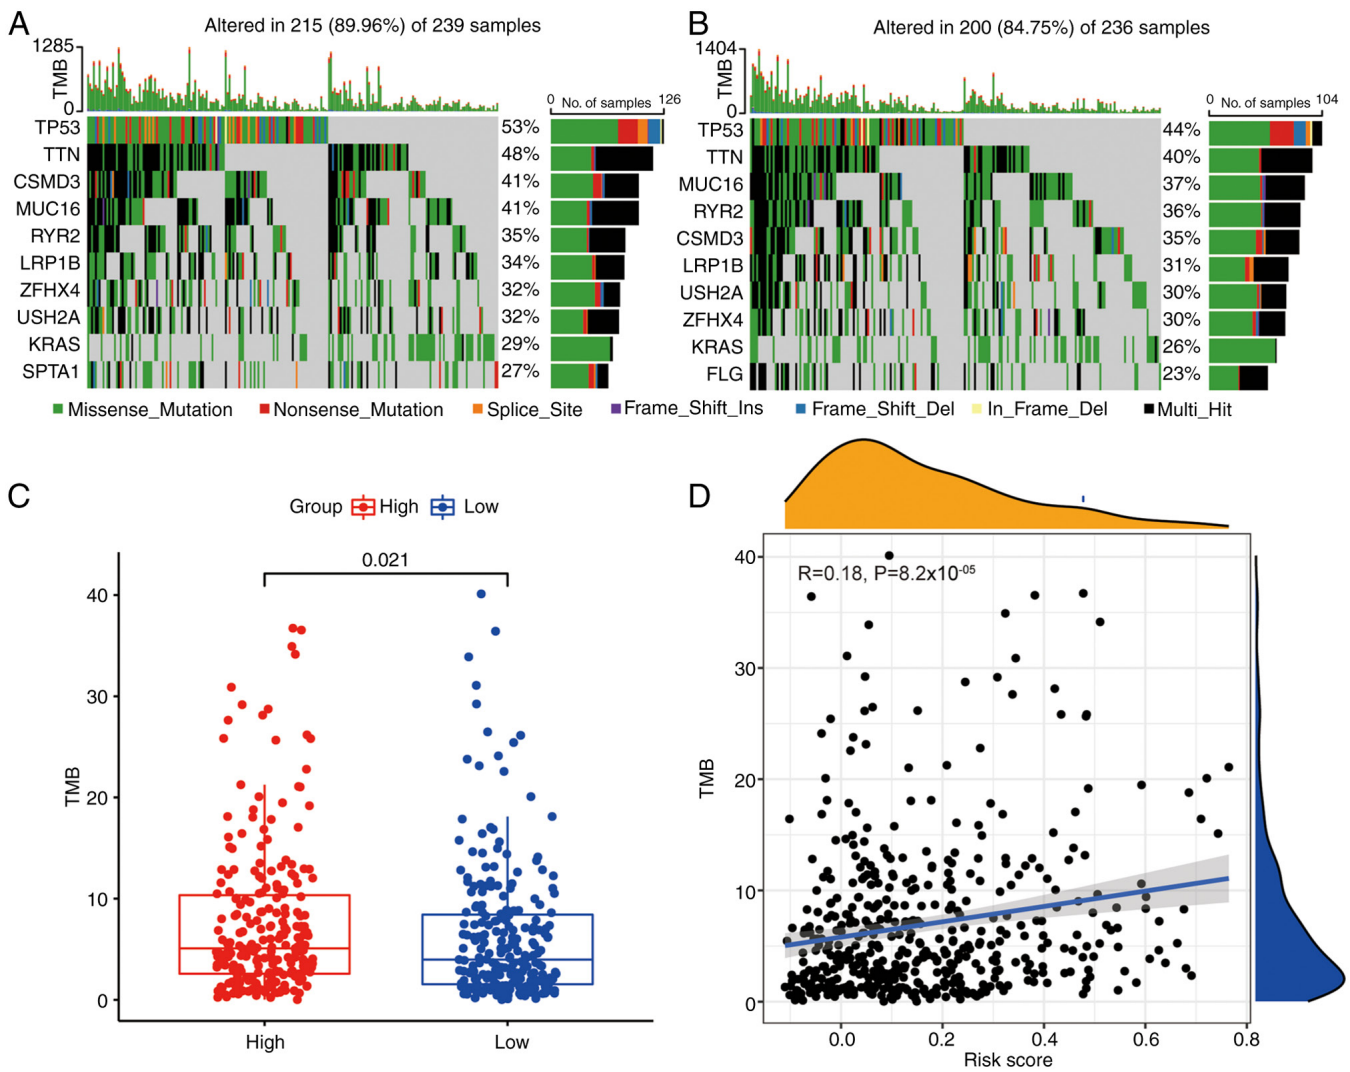 A
Altered in 215 (89.96%) of 239 samples
1285
TMB
0
0 No. of samples 126
TP53 53%
TTN 48%
CSMD3 41%
MUC16 41%
RYR2 35%
LRP1B 34%
ZFHX4 32%
USH2A 32%
KRAS 29%
SPTA1 27%
B
Altered in 200 (84.75%) of 236 samples
1404
TMB
0
0 No. of samples 104
TP53 44%
TTN 40%
MUC16 37%
RYR2 36%
CSMD3 35%
LRP1B 31%
USH2A 30%
ZFHX4 30%
KRAS 26%
FLG 23%
Missense_Mutation Nonsense_Mutation Splice_Site Frame_Shift_Ins Frame_Shift_Del In_Frame_Del Multi_Hit
C
Group High Low
0.021
40
30
20
10
0
TMB
High Low
D
R=0.18, P=8.2x10-05
40
30
20
10
0
TMB
0.0 0.2 0.4 0.6 0.8
Risk score